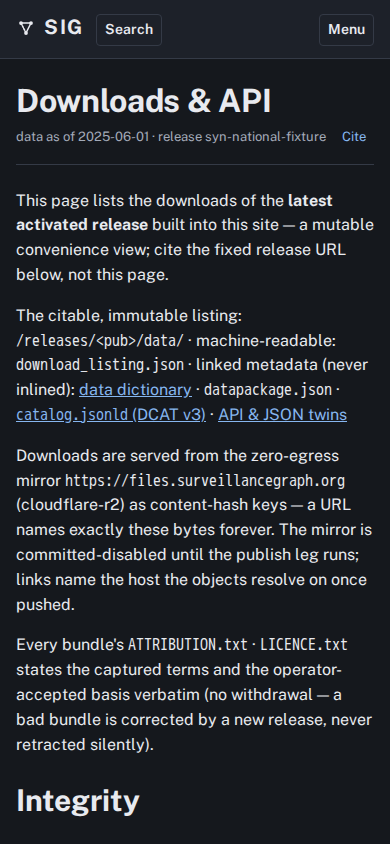 SIG Search Menu
Downloads & API
data as of 2025-06-01 · release syn-national-fixture Cite
This page lists the downloads of the latest
activated release built into this site — a mutable
convenience view; cite the fixed release URL
below, not this page.
The citable, immutable listing:
/releases/<pub>/data/ · machine-readable:
download_listing.json · linked metadata (never
inlined): data dictionary · datapackage.json ·
catalog.jsonld (DCAT v3) · API & JSON twins
Downloads are served from the zero-egress
mirror https://files.surveillancegraph.org
(cloudflare-r2) as content-hash keys — a URL
names exactly these bytes forever. The mirror is
committed-disabled until the publish leg runs;
links name the host the objects resolve on once
pushed.
Every bundle's ATTRIBUTION.txt · LICENCE.txt
states the captured terms and the operator-
accepted basis verbatim (no withdrawal — a
bad bundle is corrected by a new release, never
retracted silently).
Integrity